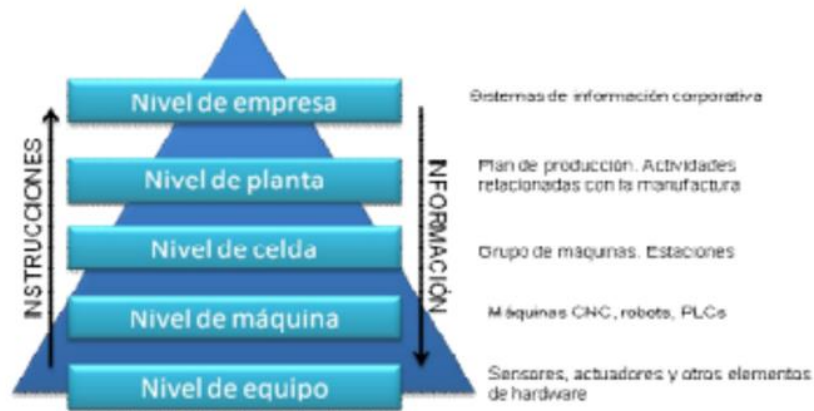 Nivel de empresa
Sistemas de información corporativa
Nivel de planta
Plan de producción. Actividades
relacionadas con la manufactura
Nivel de celda
Grupo de máquinas. Estaciones
Nivel de máquina
Máquinas CNC, robots, PLCs
Nivel de equipo
Sensores, actuadores y otros elementos
de hardware
INSTRUCCIONES
INFORMACIÓN